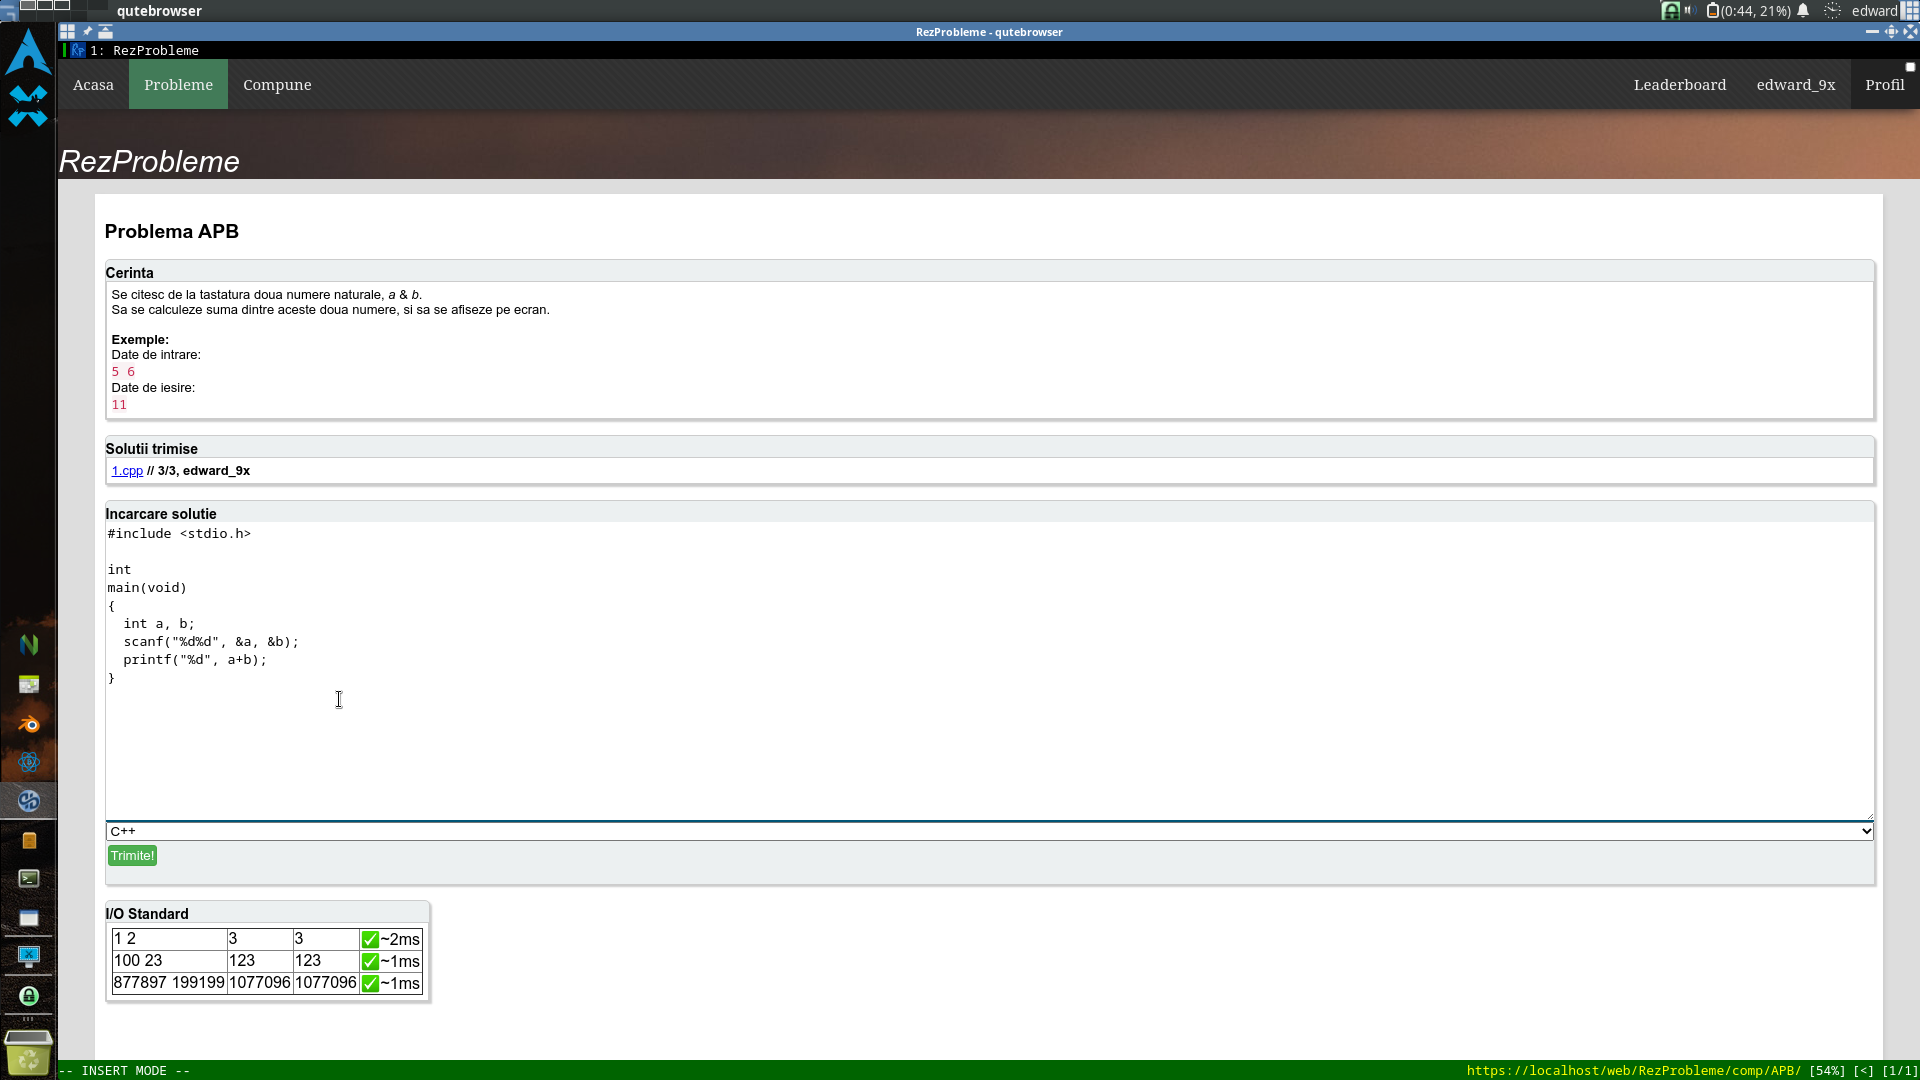 qutebrowser
(0:44, 21%)
edward
RezProbleme - qutebrowser
1: RezProbleme
Acasa
Probleme
Compune
Leaderboard
edward_9x
Profil
RezProbleme
Problema APB
Cerinta
Se citesc de la tastatura doua numere naturale, a & b.
Sa se calculeze suma dintre aceste doua numere, si sa se afiseze pe ecran.
Exemple:
Date de intrare:
5 6
Date de iesire:
11
Solutii trimise
1.cpp // 3/3, edward_9x
Incarcare solutie
#include <stdio.h>
int
main(void)
{
  int a, b;
  scanf("%d%d", &a, &b);
  printf("%d", a+b);
}
C++
Trimite!
I/O Standard
1 2 3 3 ✅~2ms
100 23 123 123 ✅~1ms
877897 199199 1077096 1077096 ✅~1ms
-- INSERT MODE --
https://localhost/web/RezProbleme/comp/APB/ [54%] [<] [1/1]